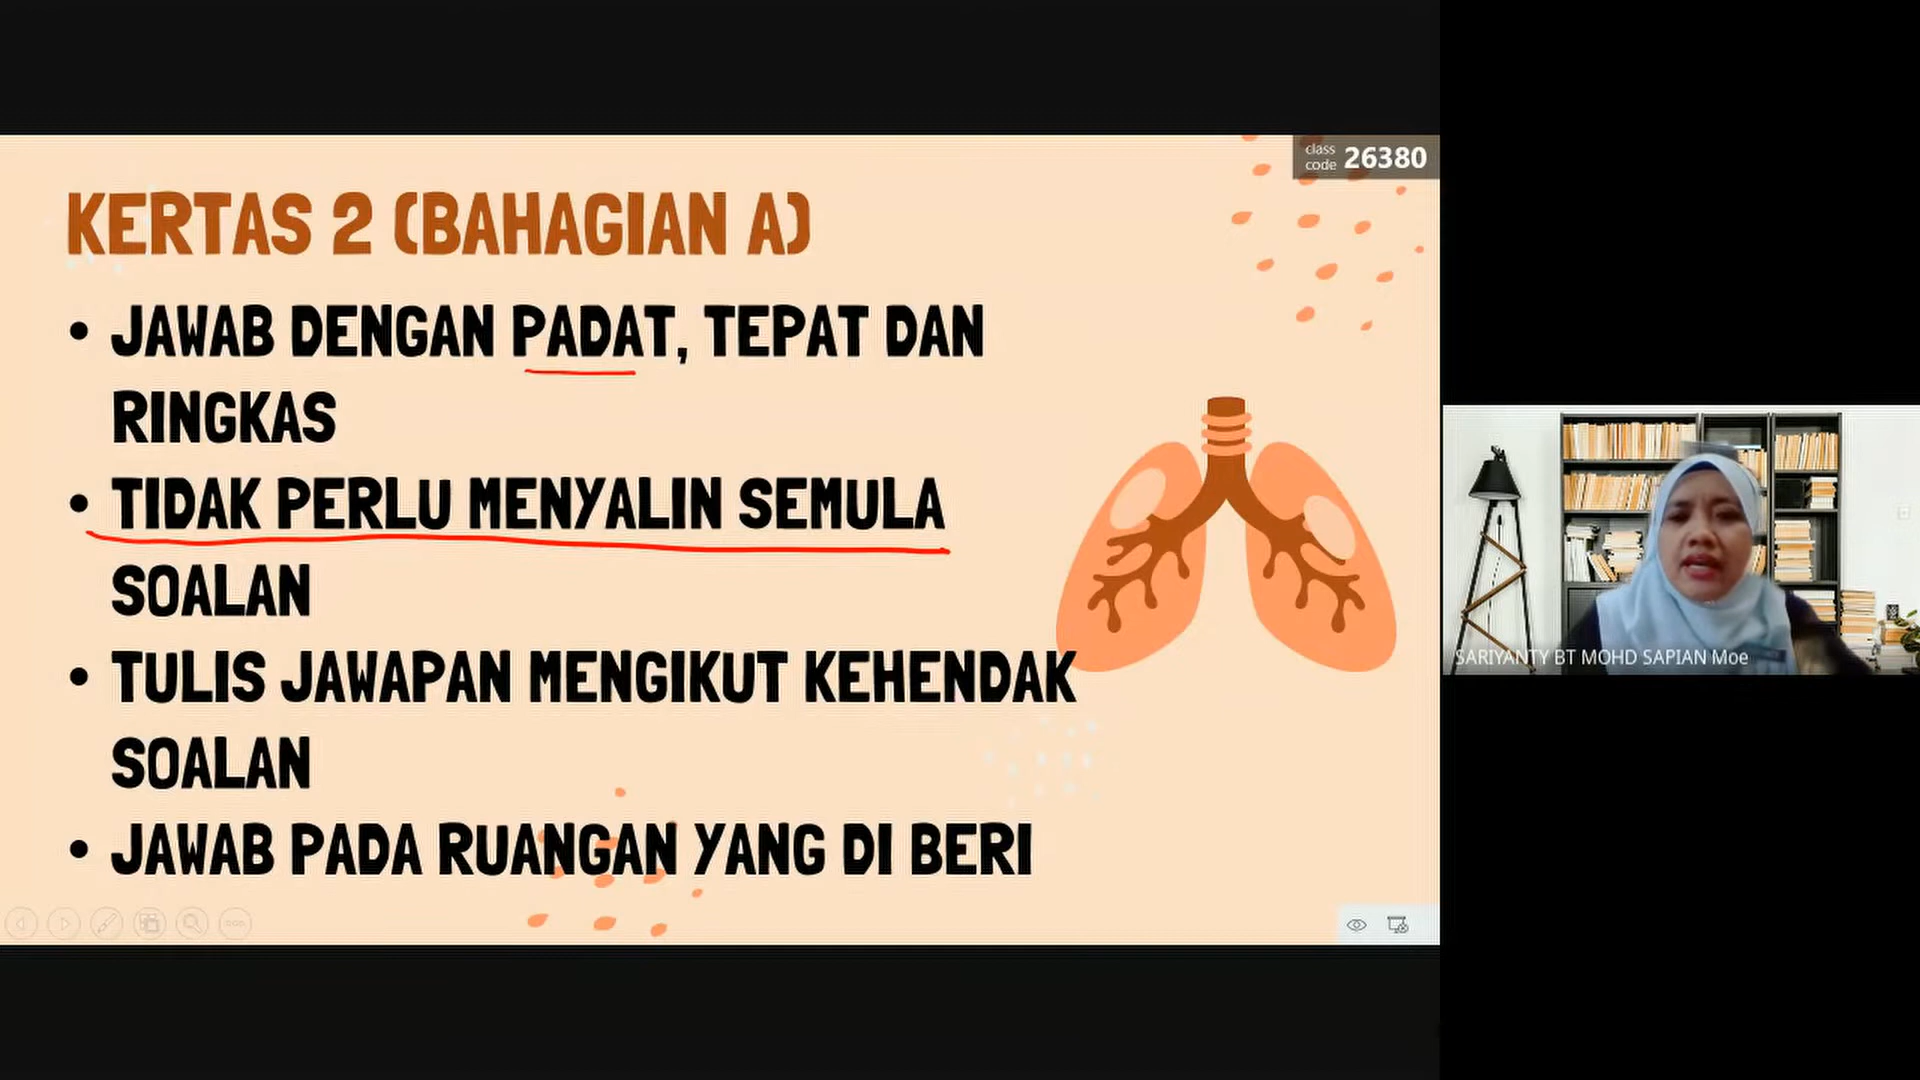 class
code 26380
KERTAS 2 (BAHAGIAN A)
• JAWAB DENGAN PADAT, TEPAT DAN
RINGKAS
• TIDAK PERLU MENYALIN SEMULA
SOALAN
• TULIS JAWAPAN MENGIKUT KEHENDAK
SOALAN
• JAWAB PADA RUANGAN YANG DI BERI
SARIYANTY BT MOHD SAPIAN Moe